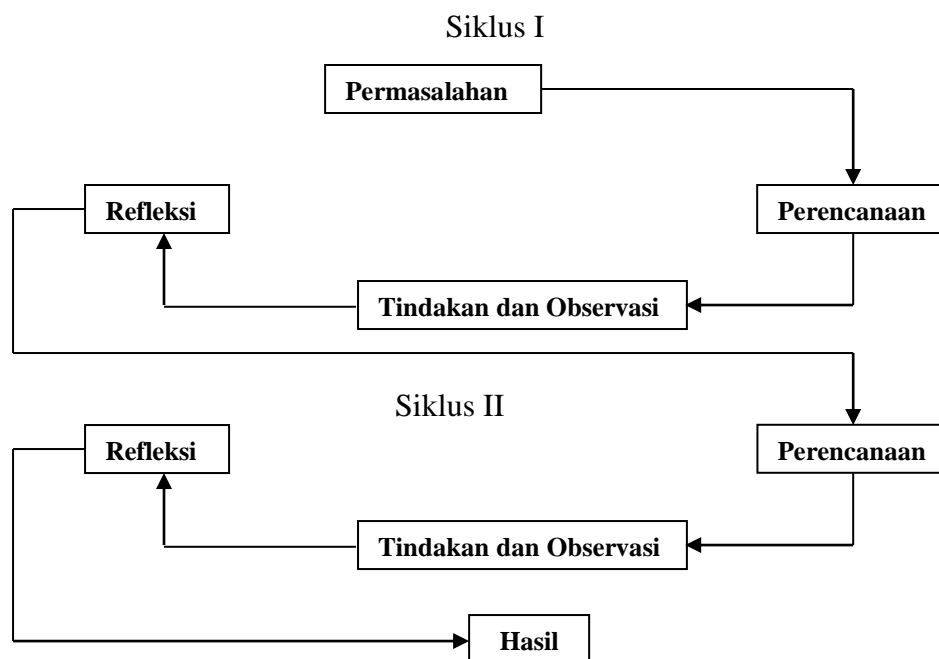 Siklus I
Permasalahan
Refleksi
Perencanaan
Tindakan dan Observasi
Siklus II
Refleksi
Perencanaan
Tindakan dan Observasi
Hasil